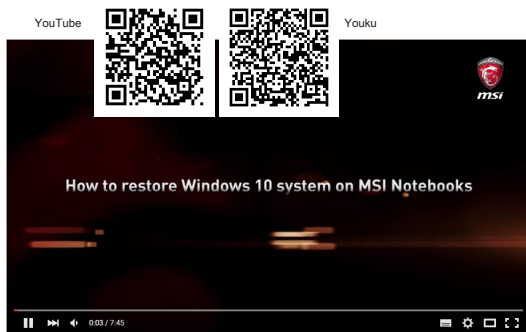 YouTube
Youku
msi
How to restore Windows 10 system on MSI Notebooks
0:03 / 7:45